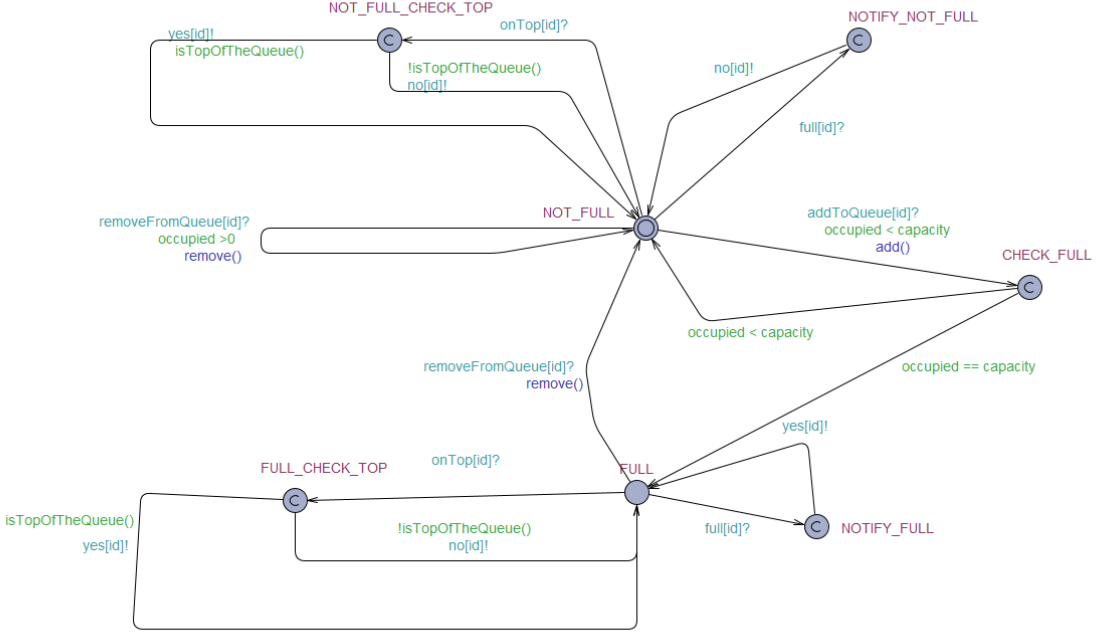 NOT_FULL_CHECK_TOP
onTop[id]?
NOTIFY_NOT_FULL
yes[id]!
C
C
isTopOfTheQueue()
!isTopOfTheQueue()
no[id]!
no[id]!
full[id]?
NOT_FULL
addToQueue[id]?
removeFromQueue[id]?
occupied < capacity
occupied >0
add()
remove()
CHECK_FULL
C
occupied < capacity
removeFromQueue[id]?
occupied == capacity
remove()
yes[id]!
onTop[id]?
FULL_CHECK_TOP
FULL
C
isTopOfTheQueue()
!isTopOfTheQueue()
full[id]?
C
NOTIFY_FULL
yes[id]!
no[id]!